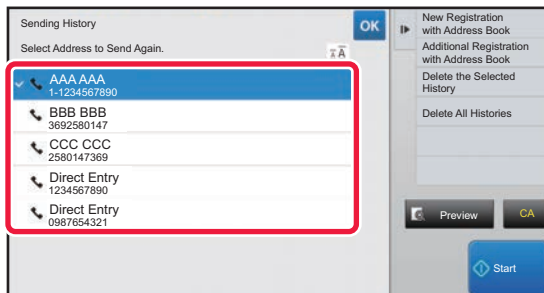 Sending History
OK
Select Address to Send Again.
AAA AAA
1-1234567890
BBB BBB
3692580147
CCC CCC
2580147369
Direct Entry
1234567890
Direct Entry
0987654321
New Registration
with Address Book
Additional Registration
with Address Book
Delete the Selected
History
Delete All Histories
Preview
CA
Start